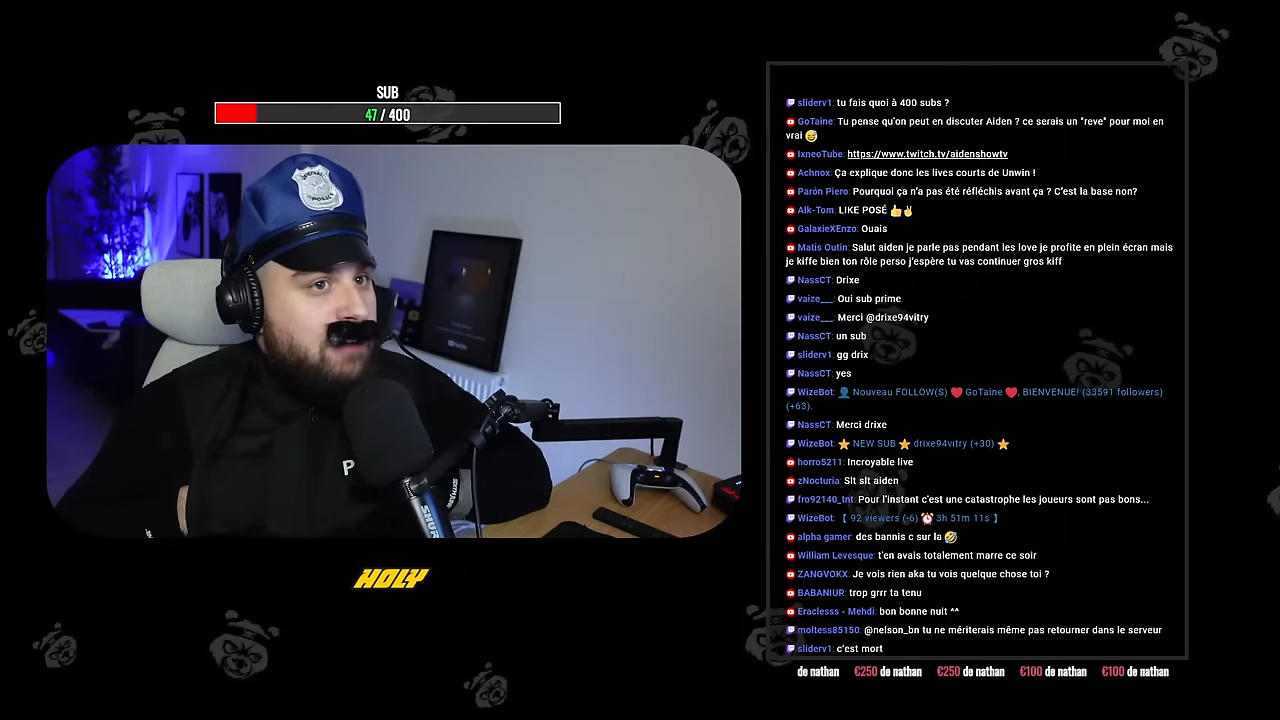 SUB
47 / 400
POLICE
P
SHURE
HOLY
sliderv1: tu fais quoi à 400 subs ?
GoTaine: Tu pense qu'on peut en discuter Aiden ? ce serais un "reve" pour moi en
vrai 😅
IxneoTube: https://www.twitch.tv/aidenshowtv
Achnox: Ça explique donc les lives courts de Unwin !
Parón Piero: Pourquoi ça n'a pas été réfléchis avant ça ? C'est la base non?
Alk-Tom: LIKE POSÉ 👍✌
GalaxieXEnzo: Ouais
Matis Outin: Salut aiden je parle pas pendant les love je profite en plein écran mais
je kiffe bien ton rôle perso j'espère tu vas continuer gros kiff
NassCT: Drixe
vaize___: Oui sub prime
vaize___: Merci @drixe94vitry
NassCT: un sub
sliderv1: gg drix
NassCT: yes
WizeBot: 👤 Nouveau FOLLOW(S) ❤ GoTaine ❤, BIENVENUE! (33591 followers)
(+63).
NassCT: Merci drixe
WizeBot: ⭐ NEW SUB ⭐ drixe94vitry (+30) ⭐
horro5211: Incroyable live
zNocturia: Slt slt aiden
fro92140_tnt: Pour l'instant c'est une catastrophe les joueurs sont pas bons...
WizeBot: 【 92 viewers (-6) ⏰ 3h 51m 11s 】
alpha gamer: des bannis c sur la 🤣
William Levesque: t'en avais totalement marre ce soir
ZANGVOKX: Je vois rien aka tu vois quelque chose toi ?
BABANIUR: trop grrr ta tenu
Eraclesss - Mehdi: bon bonne nuit ^^
moltess85150: @nelson_bn tu ne mériterais même pas retourner dans le serveur
sliderv1: c'est mort
de nathan €250 de nathan €250 de nathan €100 de nathan €100 de nathan